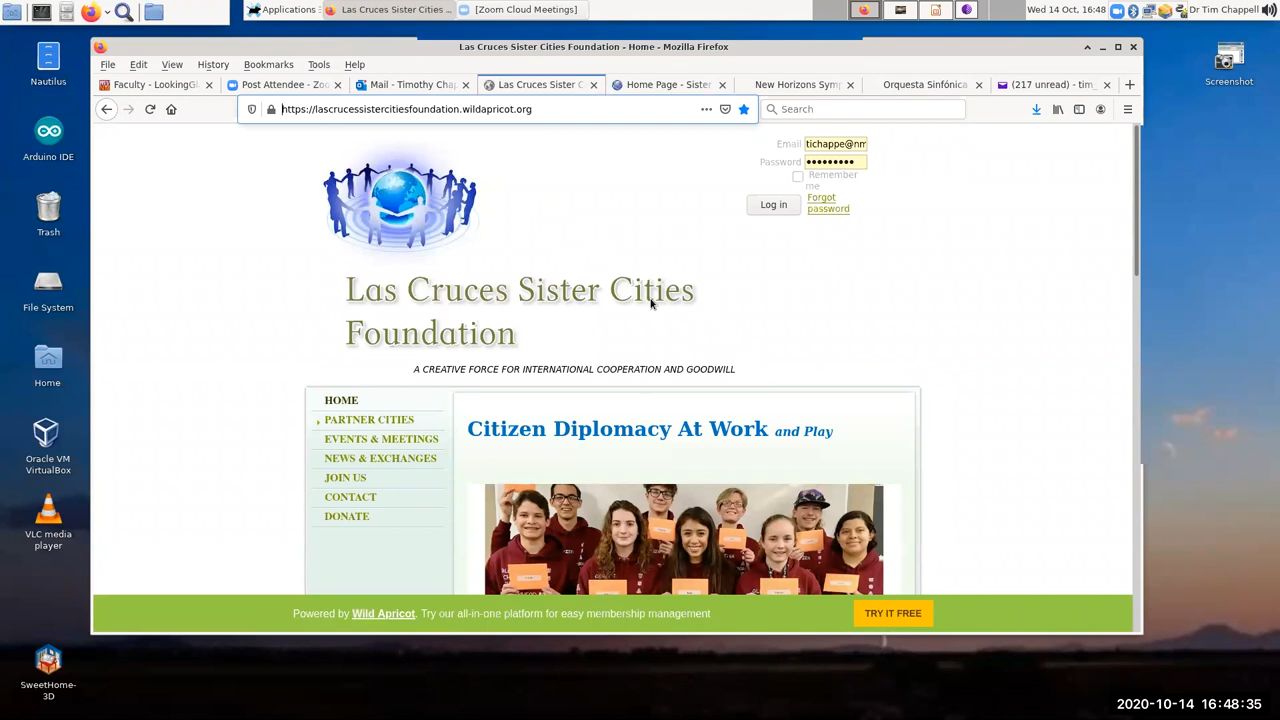 Applications
Las Cruces Sister Cities ...
[Zoom Cloud Meetings]
Wed 14 Oct, 16:48
Dr Tim Chappell
Las Cruces Sister Cities Foundation - Home - Mozilla Firefox
File Edit View History Bookmarks Tools Help
Faculty - LookingGl
Post Attendee - Zoo
Mail - Timothy Chap
Las Cruces Sister C
Home Page - Sister
New Horizons Sym
Orquesta Sinfónica
(217 unread) - tim_
https://lascrucessistercitiesfoundation.wildapricot.org
Search
Email tichappe@nm
Password
Remember
me
Log in
Forgot
password
Las Cruces Sister Cities
Foundation
A CREATIVE FORCE FOR INTERNATIONAL COOPERATION AND GOODWILL
HOME
PARTNER CITIES
EVENTS & MEETINGS
NEWS & EXCHANGES
JOIN US
CONTACT
DONATE
Citizen Diplomacy At Work and Play
Powered by Wild Apricot. Try our all-in-one platform for easy membership management
TRY IT FREE
Nautilus
Arduino IDE
Trash
File System
Home
Oracle VM
VirtualBox
VLC media
player
SweetHome-
3D
Screenshot
2020-10-14 16:48:35